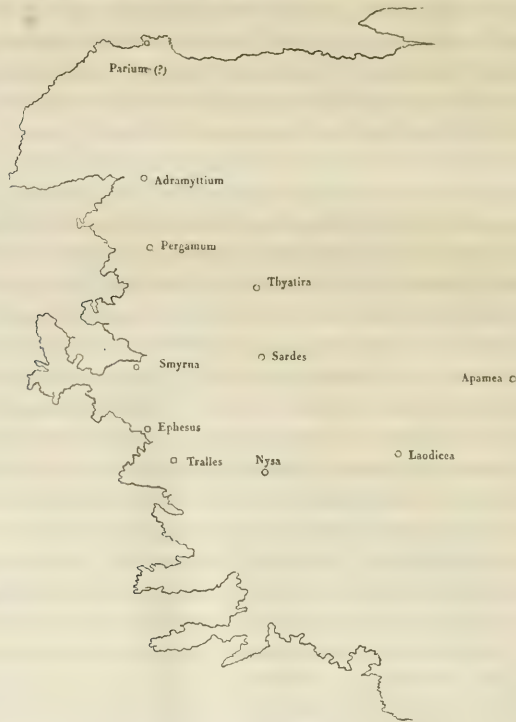 Parium (?)
Adramyttium
Pergamum
Thyatira
Smyrna
Sardes
Apamea
Ephesus
Tralles
Nysa
Laodicea